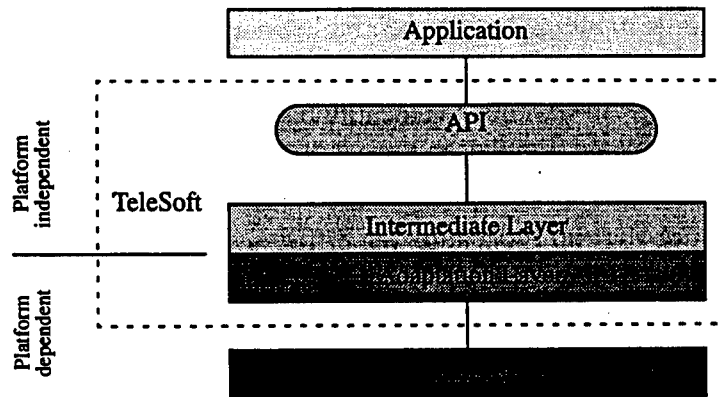 Application
API
Platform
independent
TeleSoft
Intermediate Layer
Adaptation Layer
Platform
dependent